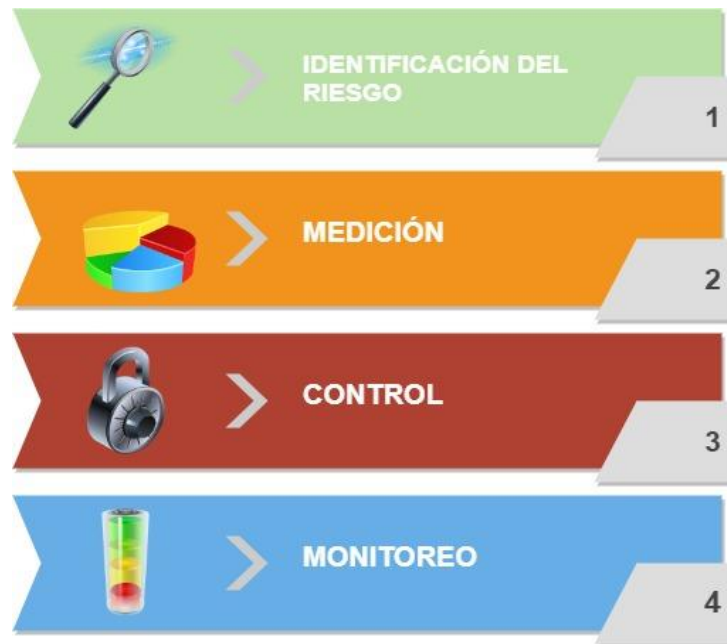 IDENTIFICACIÓN DEL
RIESGO
1
MEDICIÓN
2
CONTROL
3
MONITOREO
4